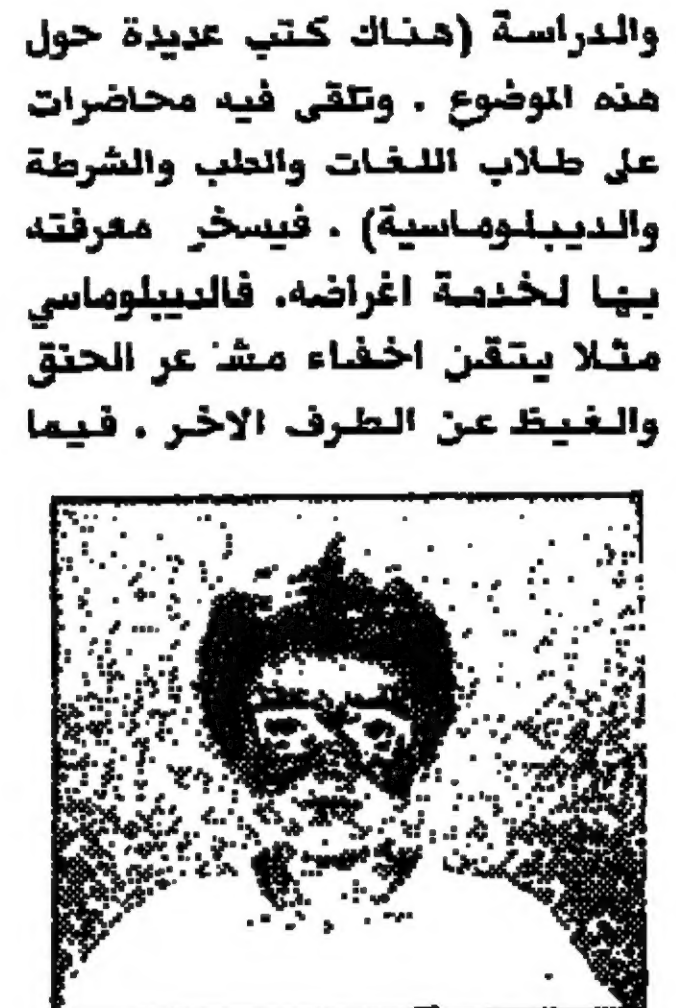 والدراسة (هناك كتب عديدة حول
هذه الموضوع . وتلقى فيه محاضرات
على طلاب اللغات والطب والشرطة
والديبلوماسية) . فيسخر معرفته
بها لخدمة اغراضه. فالديبلوماسي
مثلا يتقن اخفاء مشاعر الحنق
والغيظ عن الطرف الاخر . فيما